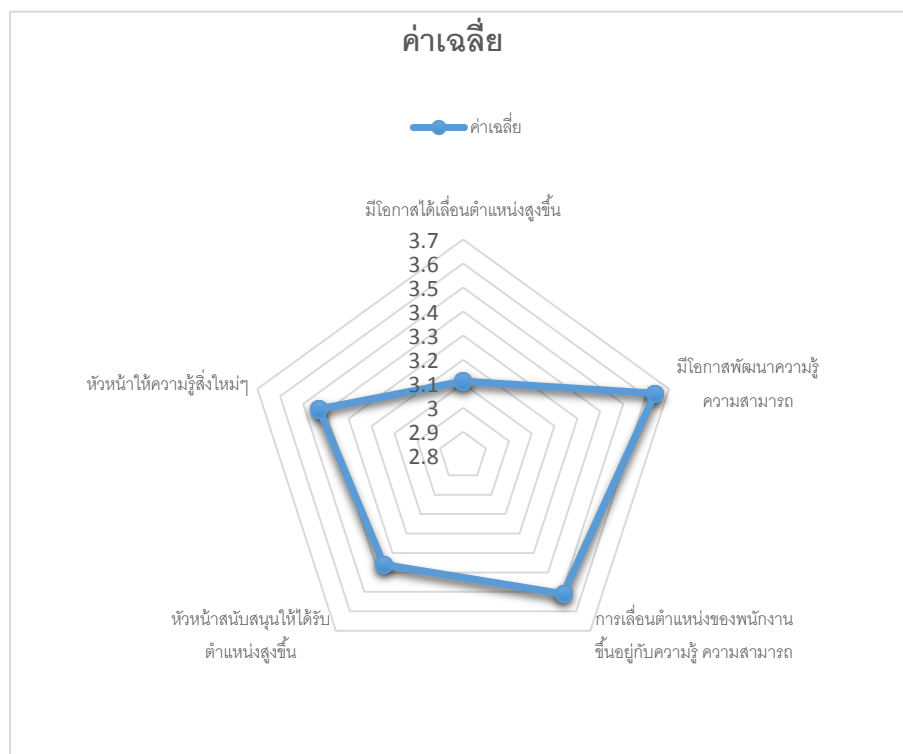 ค่าเฉลี่ย
ค่าเฉลี่ย
มีโอกาสได้เลื่อนตำแหน่งสูงขึ้น
3.7
3.6
3.5
3.4
3.3
3.2
3.1
3
2.9
2.8
มีโอกาสพัฒนาความรู้
ความสามารถ
การเลื่อนตำแหน่งของพนักงาน
ขึ้นอยู่กับความรู้ ความสามารถ
หัวหน้าสนับสนุนให้ได้รับ
ตำแหน่งสูงขึ้น
หัวหน้าให้ความรู้สิ่งใหม่ๆ